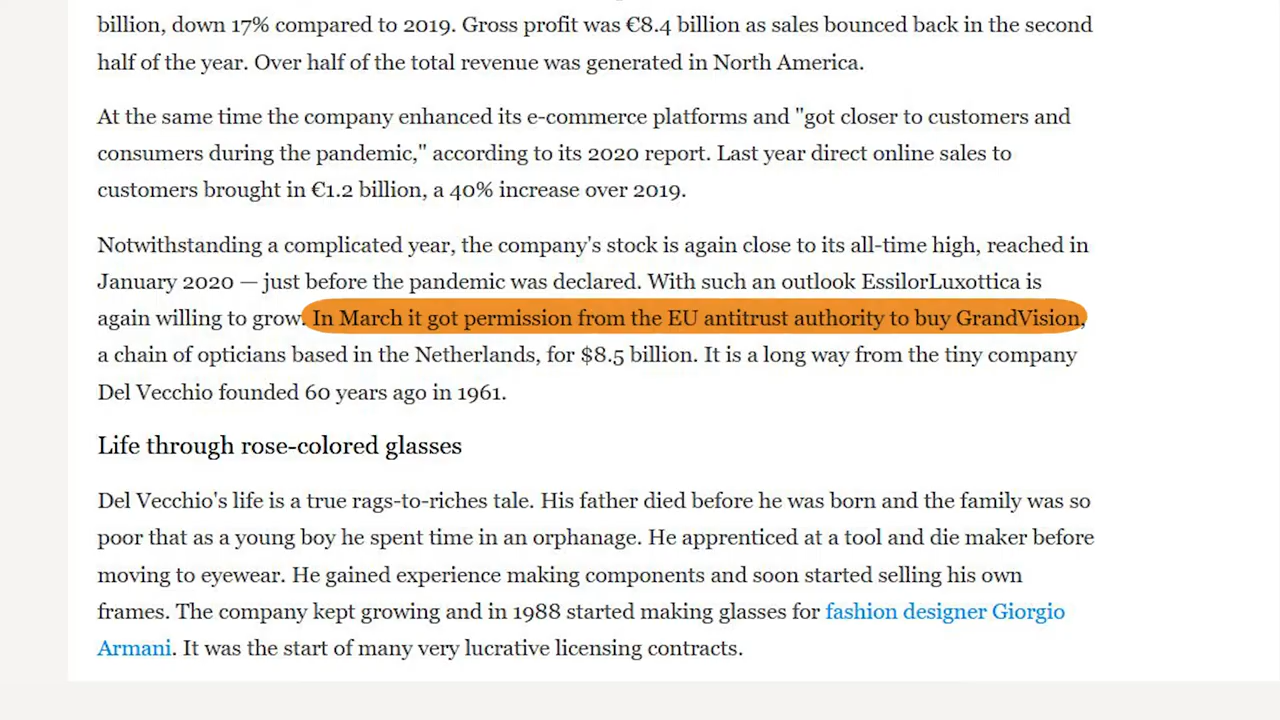 billion, down 17% compared to 2019. Gross profit was €8.4 billion as sales bounced back in the second
half of the year. Over half of the total revenue was generated in North America.
At the same time the company enhanced its e-commerce platforms and "got closer to customers and
consumers during the pandemic," according to its 2020 report. Last year direct online sales to
customers brought in €1.2 billion, a 40% increase over 2019.
Notwithstanding a complicated year, the company's stock is again close to its all-time high, reached in
January 2020 — just before the pandemic was declared. With such an outlook EssilorLuxottica is
again willing to grow. In March it got permission from the EU antitrust authority to buy GrandVision,
a chain of opticians based in the Netherlands, for $8.5 billion. It is a long way from the tiny company
Del Vecchio founded 60 years ago in 1961.
Life through rose-colored glasses
Del Vecchio's life is a true rags-to-riches tale. His father died before he was born and the family was so
poor that as a young boy he spent time in an orphanage. He apprenticed at a tool and die maker before
moving to eyewear. He gained experience making components and soon started selling his own
frames. The company kept growing and in 1988 started making glasses for fashion designer Giorgio
Armani. It was the start of many very lucrative licensing contracts.